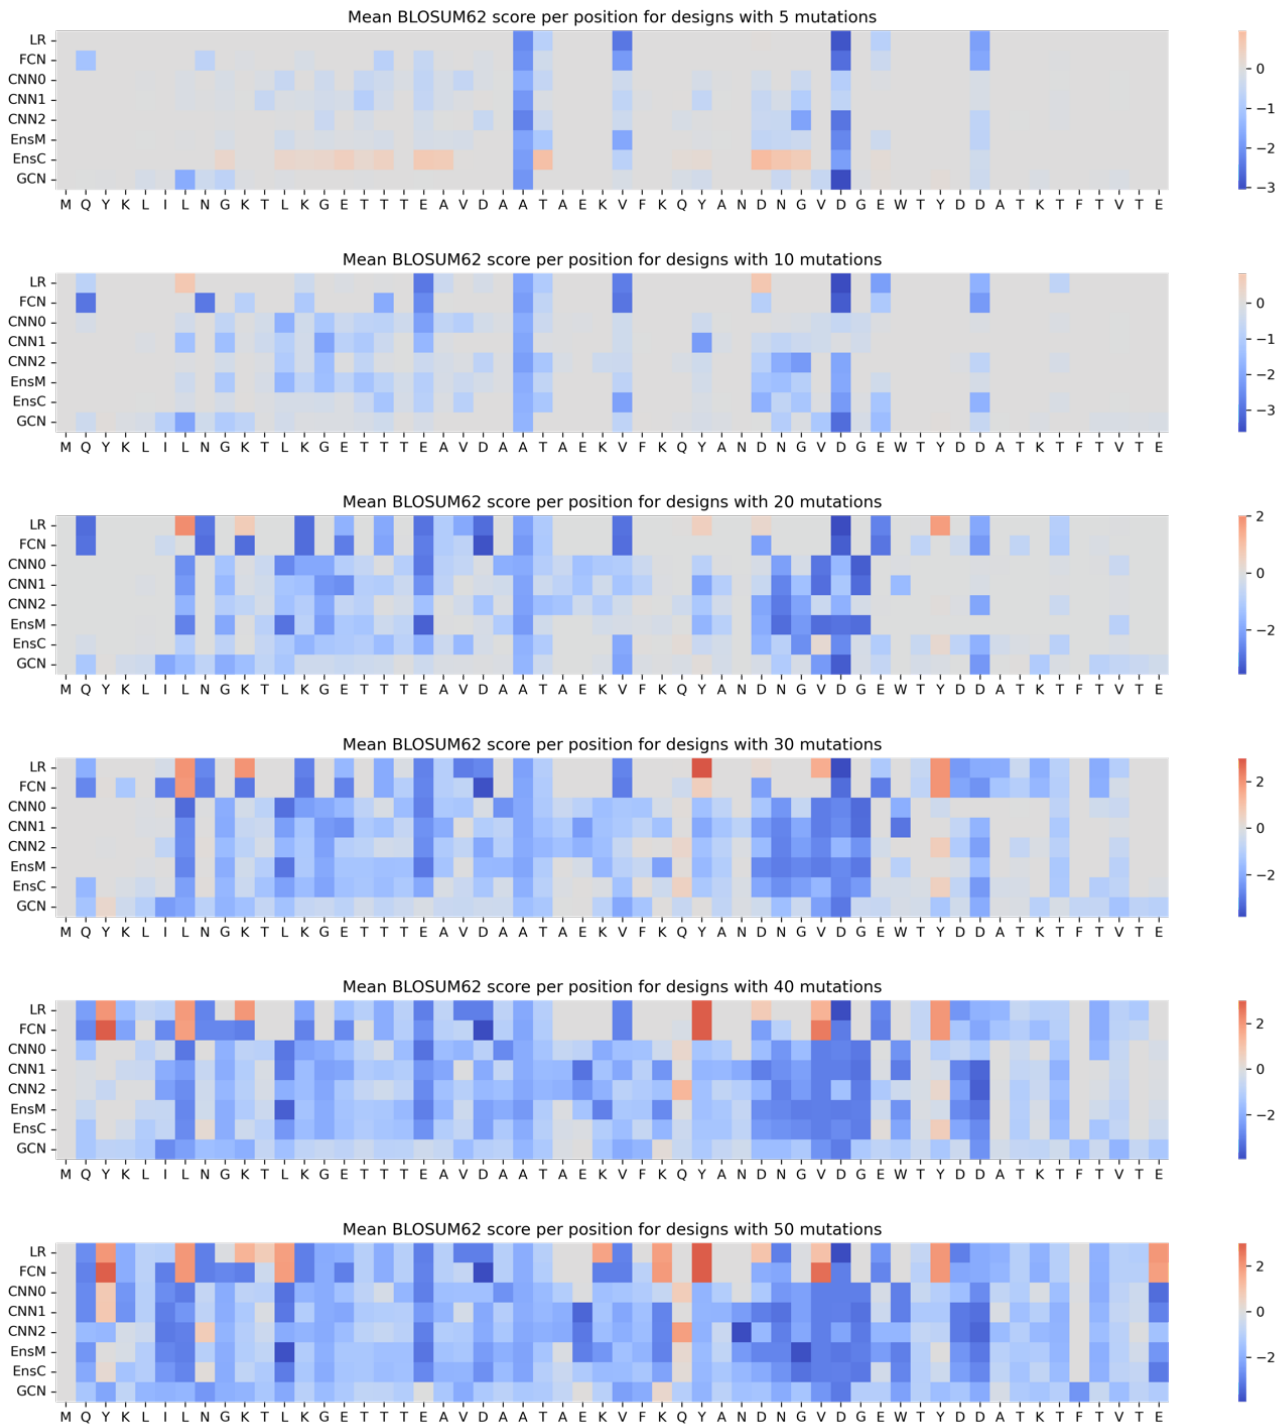 Mean BLOSUM62 score per position for designs with 5 mutations
LR
FCN
CNN0
CNN1
CNN2
EnsM
EnsC
GCN
0
−1
−2
−3
M Q Y K L I L N G K T L K G E T T T E A V D A A T A E K V F K Q Y A N D N G V D G E W T Y D D A T K T F T V T E
Mean BLOSUM62 score per position for designs with 10 mutations
LR
FCN
CNN0
CNN1
CNN2
EnsM
EnsC
GCN
0
−1
−2
−3
M Q Y K L I L N G K T L K G E T T T E A V D A A T A E K V F K Q Y A N D N G V D G E W T Y D D A T K T F T V T E
Mean BLOSUM62 score per position for designs with 20 mutations
LR
FCN
CNN0
CNN1
CNN2
EnsM
EnsC
GCN
2
0
−2
M Q Y K L I L N G K T L K G E T T T E A V D A A T A E K V F K Q Y A N D N G V D G E W T Y D D A T K T F T V T E
Mean BLOSUM62 score per position for designs with 30 mutations
LR
FCN
CNN0
CNN1
CNN2
EnsM
EnsC
GCN
2
0
−2
M Q Y K L I L N G K T L K G E T T T E A V D A A T A E K V F K Q Y A N D N G V D G E W T Y D D A T K T F T V T E
Mean BLOSUM62 score per position for designs with 40 mutations
LR
FCN
CNN0
CNN1
CNN2
EnsM
EnsC
GCN
2
0
−2
M Q Y K L I L N G K T L K G E T T T E A V D A A T A E K V F K Q Y A N D N G V D G E W T Y D D A T K T F T V T E
Mean BLOSUM62 score per position for designs with 50 mutations
LR
FCN
CNN0
CNN1
CNN2
EnsM
EnsC
GCN
2
0
−2
M Q Y K L I L N G K T L K G E T T T E A V D A A T A E K V F K Q Y A N D N G V D G E W T Y D D A T K T F T V T E